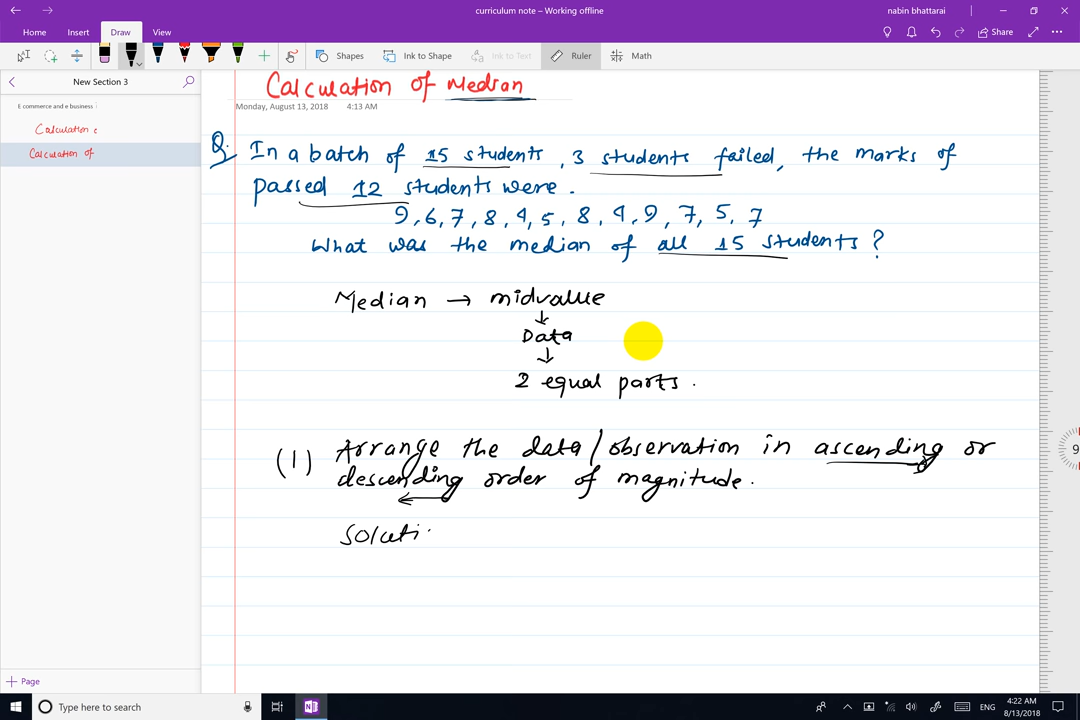 curriculum note – Working offline
nabin bhattarai
Home
Insert
Draw
View
Share
Shapes
Ink to Shape
Ink to Text
Ruler
Math
New Section 3
E commerce and e business
Calculation c
Calculation of
Calculation of Median
Monday, August 13, 2018 4:13 AM
Q. In a batch of 15 students, 3 students failed, the marks of
passed 12 students were.
9, 6, 7, 8, 4, 5, 8, 4, 9, 7, 5, 7
What was the median of all 15 students?
Median → midvalue
↓
Data
↓
2 equal parts.
(1) Arrange the data/observation in ascending or
descending order of magnitude.
Soluti
9
Page
Type here to search
ENG
4:22 AM
8/13/2018